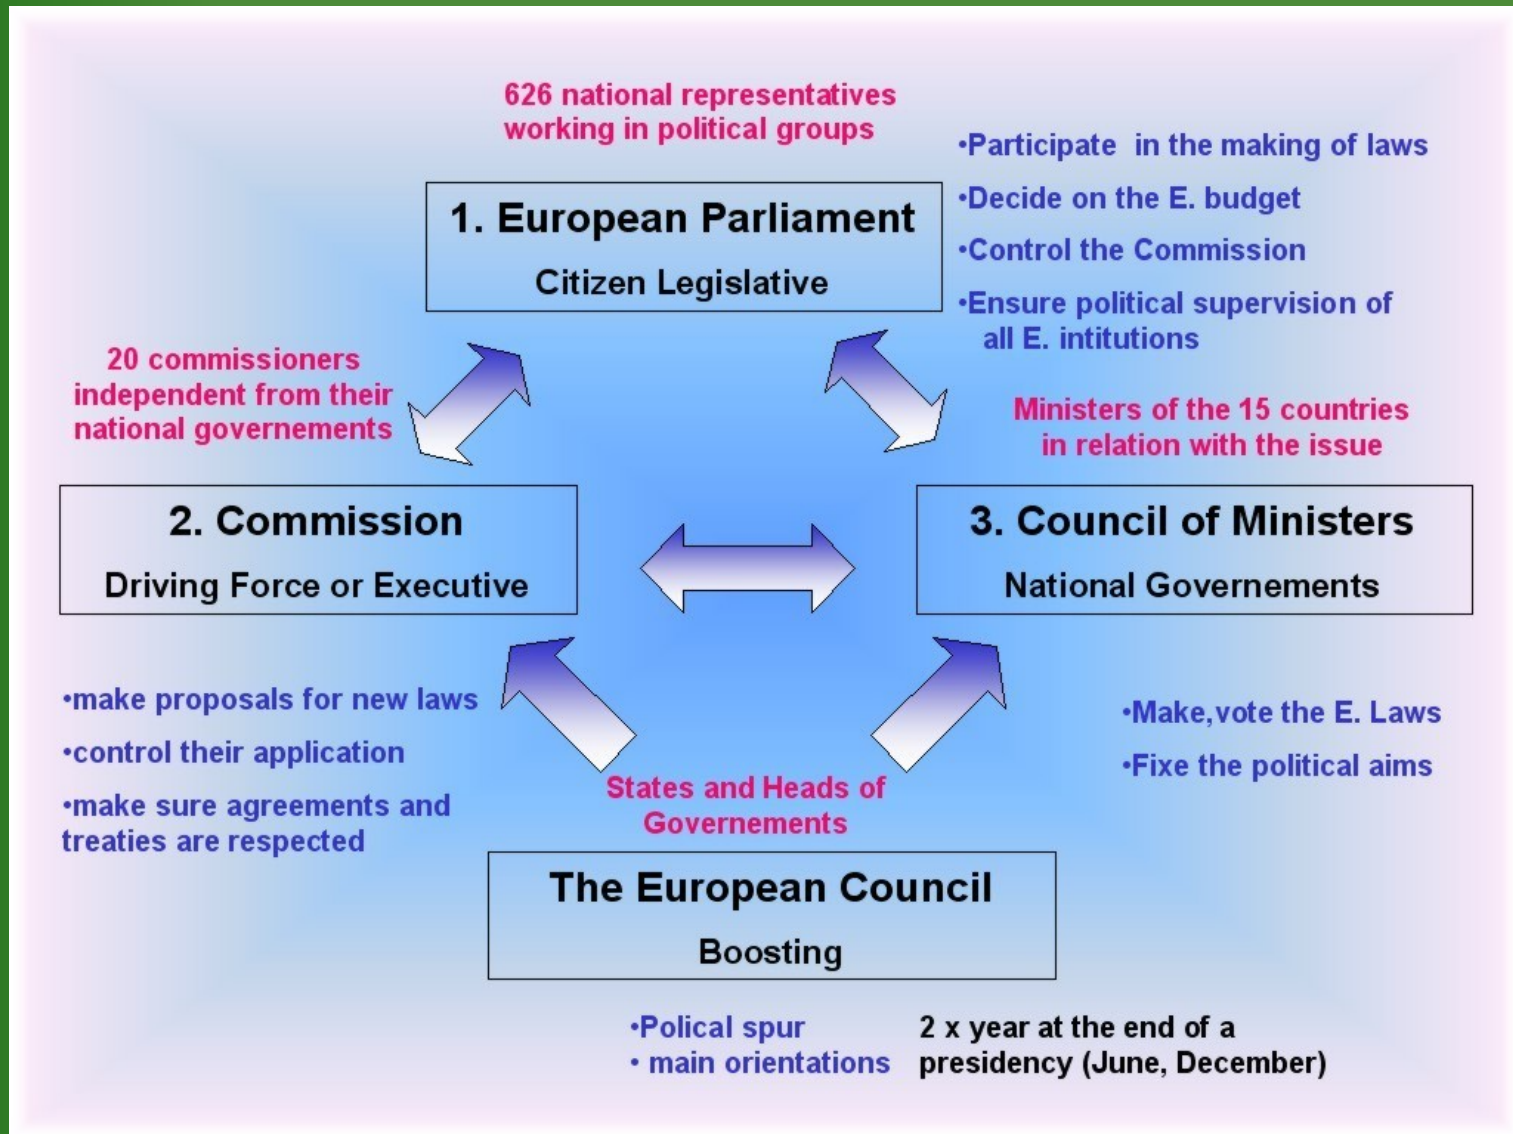 626 national representatives
working in political groups
1. European Parliament
Citizen Legislative
•Participate  in the making of laws
•Decide on the E. budget
•Control the Commission
•Ensure political supervision of
all E. intitutions
20 commissioners
independent from their
national governements
Ministers of the 15 countries
in relation with the issue
2. Commission
Driving Force or Executive
3. Council of Ministers
National Governements
•make proposals for new laws
•control their application
•make sure agreements and
treaties are respected
•Make,vote the E. Laws
•Fixe the political aims
States and Heads of
Governements
The European Council
Boosting
•Polical spur
• main orientations
2 x year at the end of a
presidency (June, December)